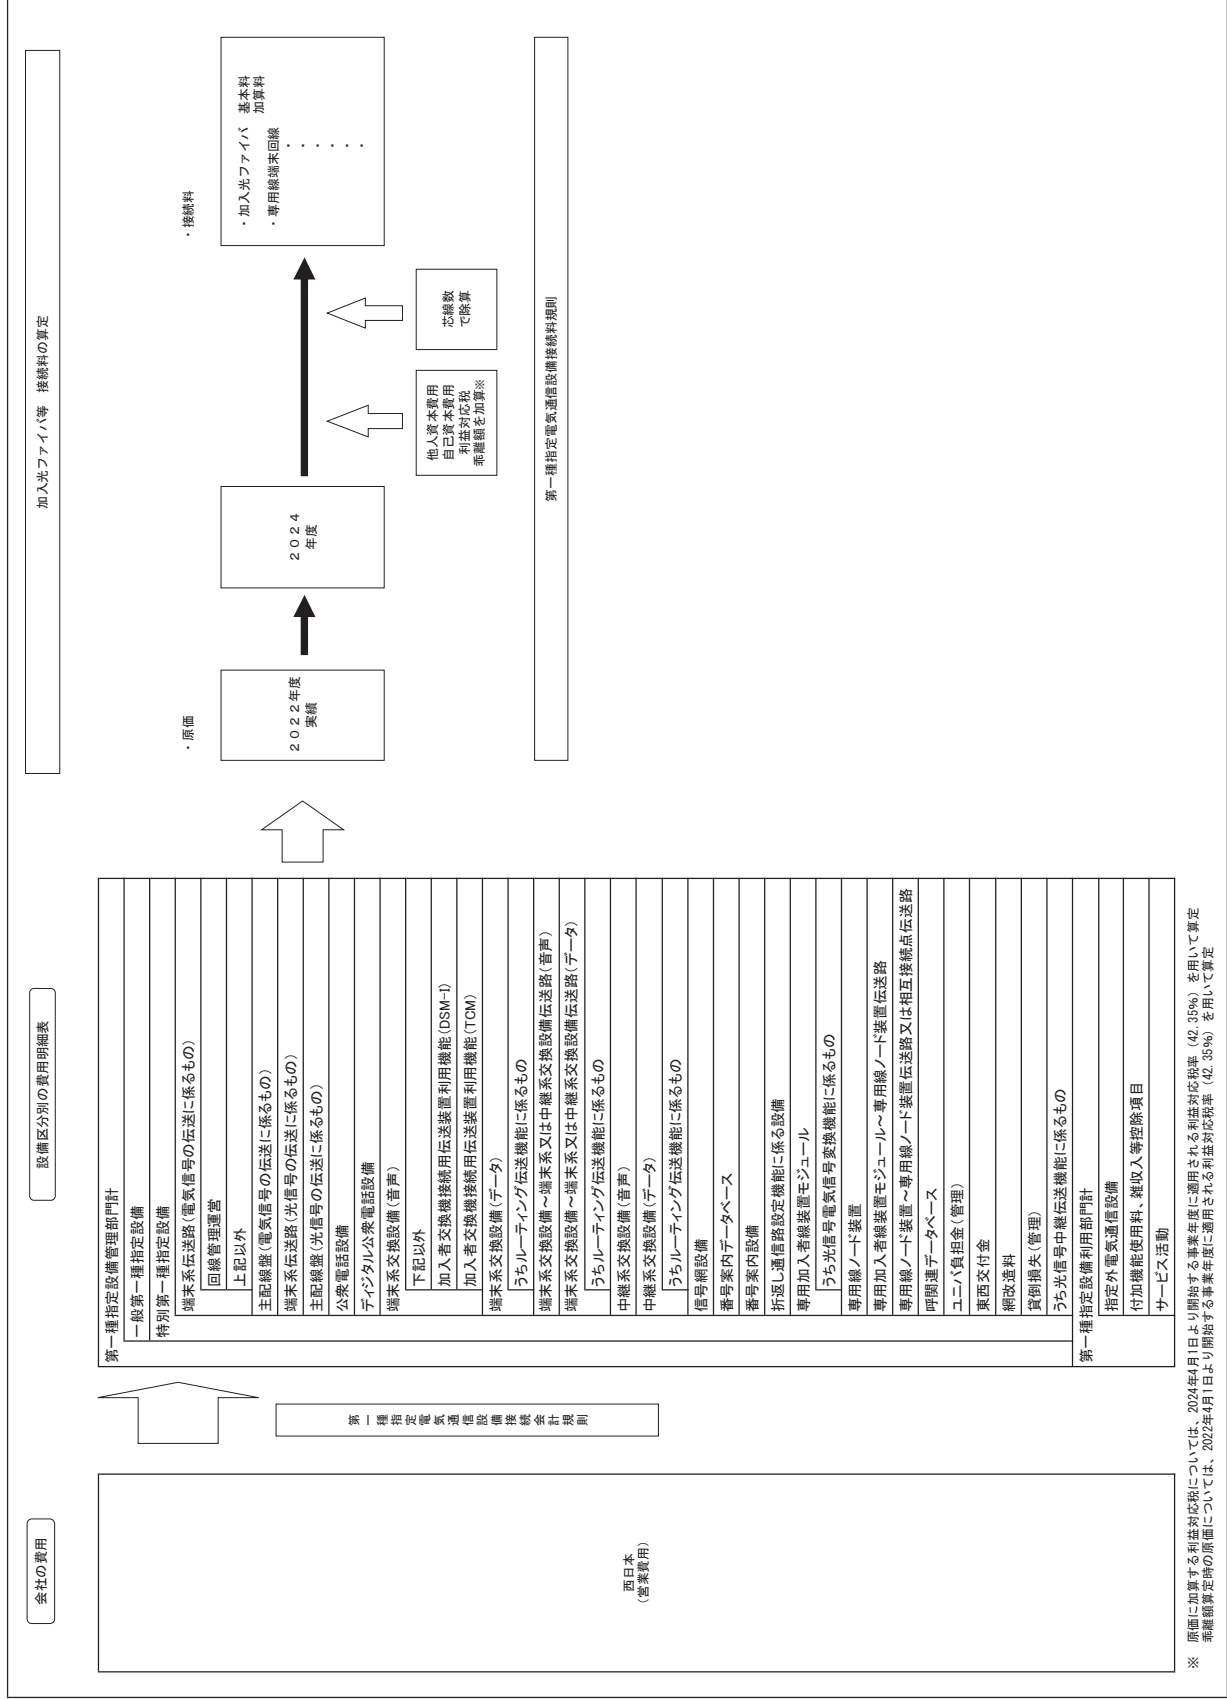 会社の費用
設備区分別の費用明細表
加入光ファイバ等　接続料の算定
西日本
(営業費用)
第一種指定電気通信設備接続会計規則
第一種指定設備管理部門計
一般第一種指定設備
特別第一種指定設備
端末系伝送路(電気信号の伝送に係るもの)
回線管理運営
上記以外
主配線盤(電気信号の伝送に係るもの)
端末系伝送路(光信号の伝送に係るもの)
主配線盤(光信号の伝送に係るもの)
公衆電話設備
ディジタル公衆電話設備
端末系交換設備(音声)
下記以外
加入者交換機接続用伝送装置利用機能(DSM-I)
加入者交換機接続用伝送装置利用機能(TCM)
端末系交換設備(データ)
うちルーティング伝送機能に係るもの
端末系交換設備～端末系又は中継系交換設備伝送路(音声)
端末系交換設備～端末系又は中継系交換設備伝送路(データ)
うちルーティング伝送機能に係るもの
中継系交換設備(音声)
中継系交換設備(データ)
うちルーティング伝送機能に係るもの
信号網設備
番号案内データベース
番号案内設備
折返し通信路設定機能に係る設備
専用加入者線装置モジュール
うち光信号電気信号変換機能に係るもの
専用線ノード装置
専用加入者線装置モジュール～専用線ノード装置伝送路
専用線ノード装置～専用線ノード装置伝送路又は相互接続点伝送路
呼関連データベース
ユニバ負担金(管理)
東西交付金
網改造料
貸倒損失(管理)
うち光信号中継伝送機能に係るもの
第一種指定設備利用部門計
指定外電気通信設備
付加機能使用料、雑収入等控除項目
サービス活動
・原価
２０２２年度
実績
２０２４
年度
他人資本費用
自己資本費用
利益対応税
乖離額を加算※
芯線数
で除算
・接続料
・加入光ファイバ　基本料
加算料
・専用線端末回線
・
・
・
・
・
・
第一種指定電気通信設備接続料規則
※　原価に加算する利益対応税については、2024年4月1日より開始する事業年度に適用される利益対応税率（42.35%）を用いて算定
乖離額算定時の原価については、2022年4月1日より開始する事業年度に適用される利益対応税率（42.35%）を用いて算定